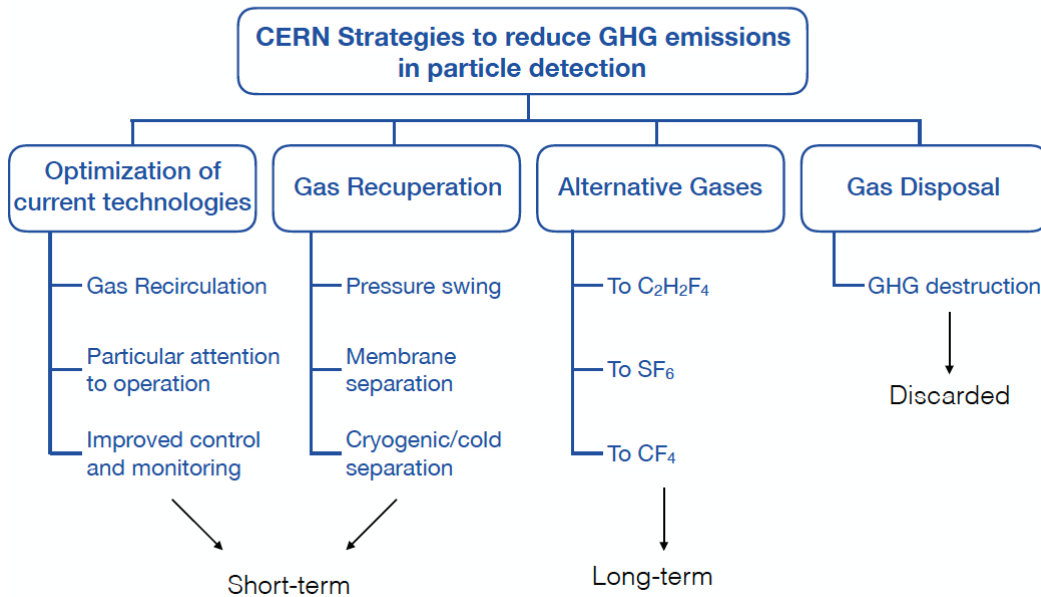 CERN Strategies to reduce GHG emissions
in particle detection
Optimization of
current technologies
Gas Recuperation
Alternative Gases
Gas Disposal
Gas Recirculation
Particular attention
to operation
Improved control
and monitoring
Pressure swing
Membrane
separation
Cryogenic/cold
separation
To C₂H₂F₄
To SF₆
To CF₄
GHG destruction
Discarded
Short-term
Long-term